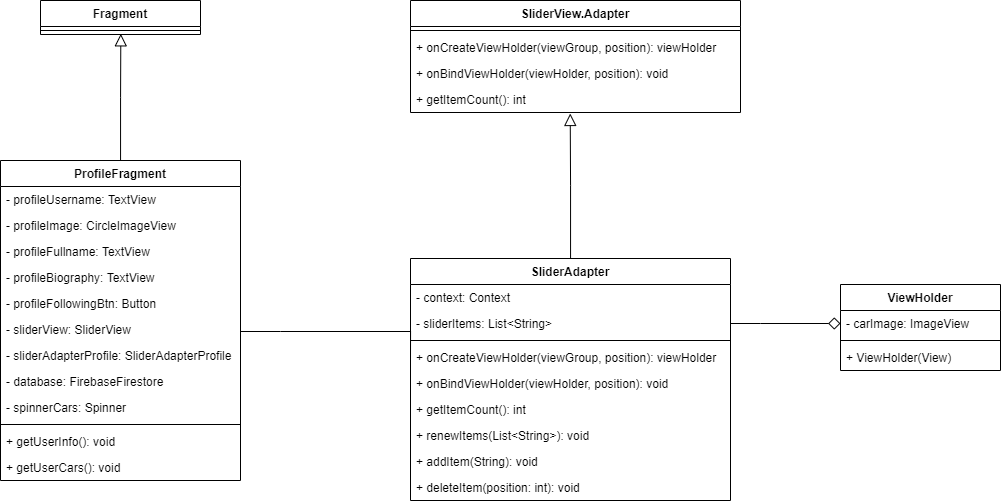 Fragment
SliderView.Adapter
+ onCreateViewHolder(viewGroup, position): viewHolder
+ onBindViewHolder(viewHolder, position): void
+ getItemCount(): int
ProfileFragment
- profileUsername: TextView
- profileImage: CircleImageView
- profileFullname: TextView
- profileBiography: TextView
- profileFollowingBtn: Button
- sliderView: SliderView
- sliderAdapterProfile: SliderAdapterProfile
- database: FirebaseFirestore
- spinnerCars: Spinner
+ getUserInfo(): void
+ getUserCars(): void
SliderAdapter
- context: Context
- sliderItems: List<String>
+ onCreateViewHolder(viewGroup, position): viewHolder
+ onBindViewHolder(viewHolder, position): void
+ getItemCount(): int
+ renewItems(List<String>): void
+ addItem(String): void
+ deleteItem(position: int): void
ViewHolder
- carImage: ImageView
+ ViewHolder(View)